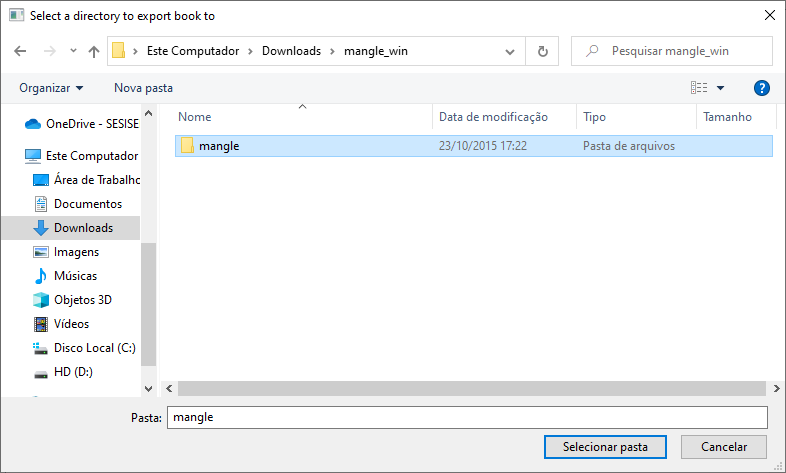 Select a directory to export book to
Este Computador > Downloads > mangle_win
Pesquisar mangle_win
Organizar
Nova pasta
?
Nome
Data de modificação
Tipo
Tamanho
mangle
23/10/2015 17:22
Pasta de arquivos
OneDrive - SESISE
Este Computador
Área de Trabalho
Documentos
Downloads
Imagens
Músicas
Objetos 3D
Vídeos
Disco Local (C:)
HD (D:)
Pasta: mangle
Selecionar pasta
Cancelar